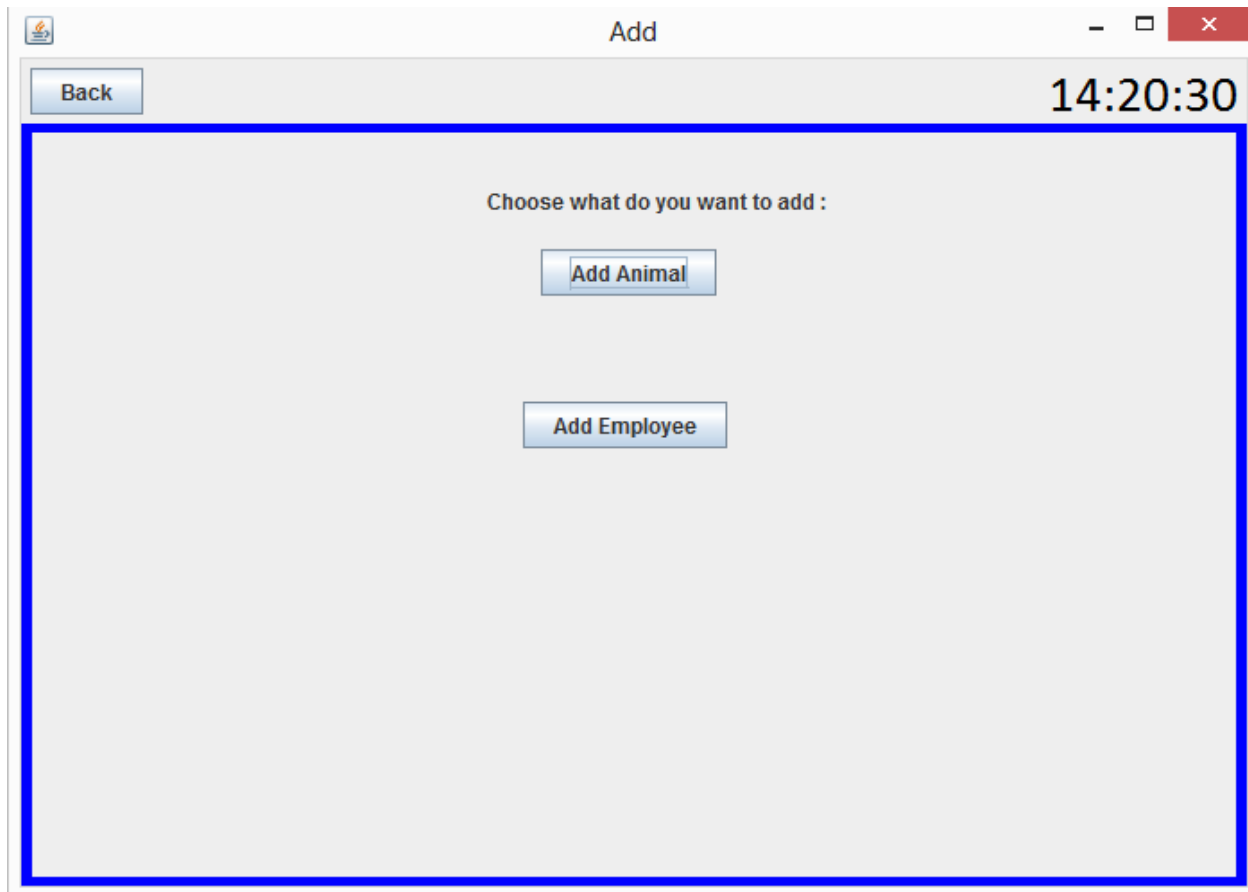 Add
Back
14:20:30
Choose what do you want to add :
Add Animal
Add Employee